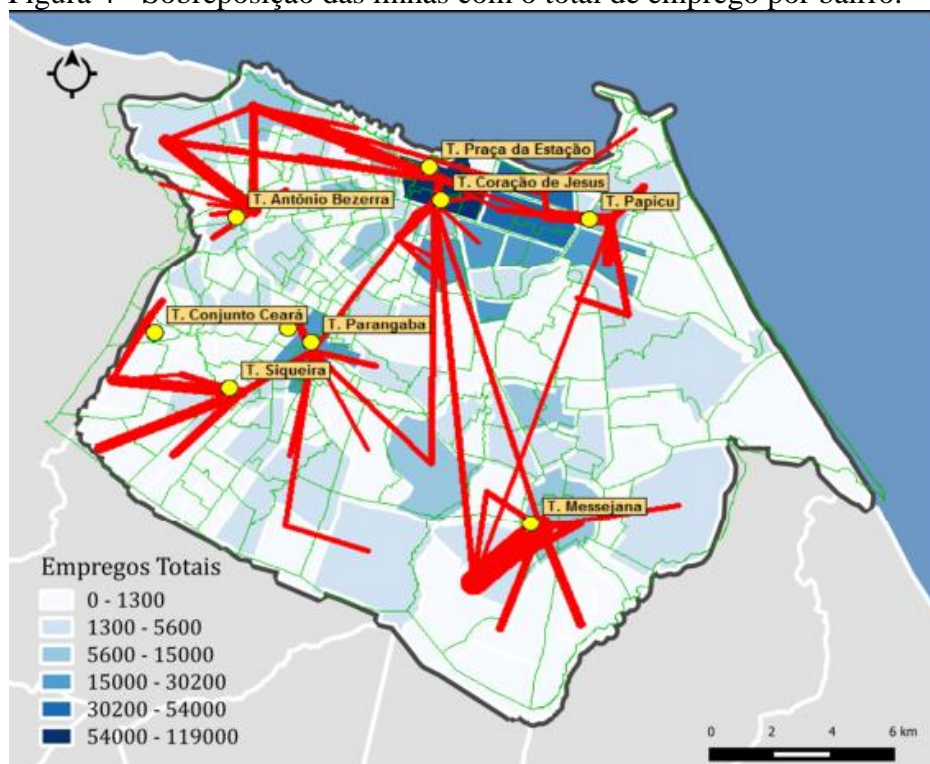 Figura 4 - Sobreposição das linhas com o total de emprego por bairro.
T. Praça da Estação
T. Coração de Jesus
T. Antônio Bezerra
T. Papicu
T. Conjunto Ceará
T. Parangaba
T. Siqueira
T. Messejana
Empregos Totais
0 - 1300
1300 - 5600
5600 - 15000
15000 - 30200
30200 - 54000
54000 - 119000
0 2 4 6 km